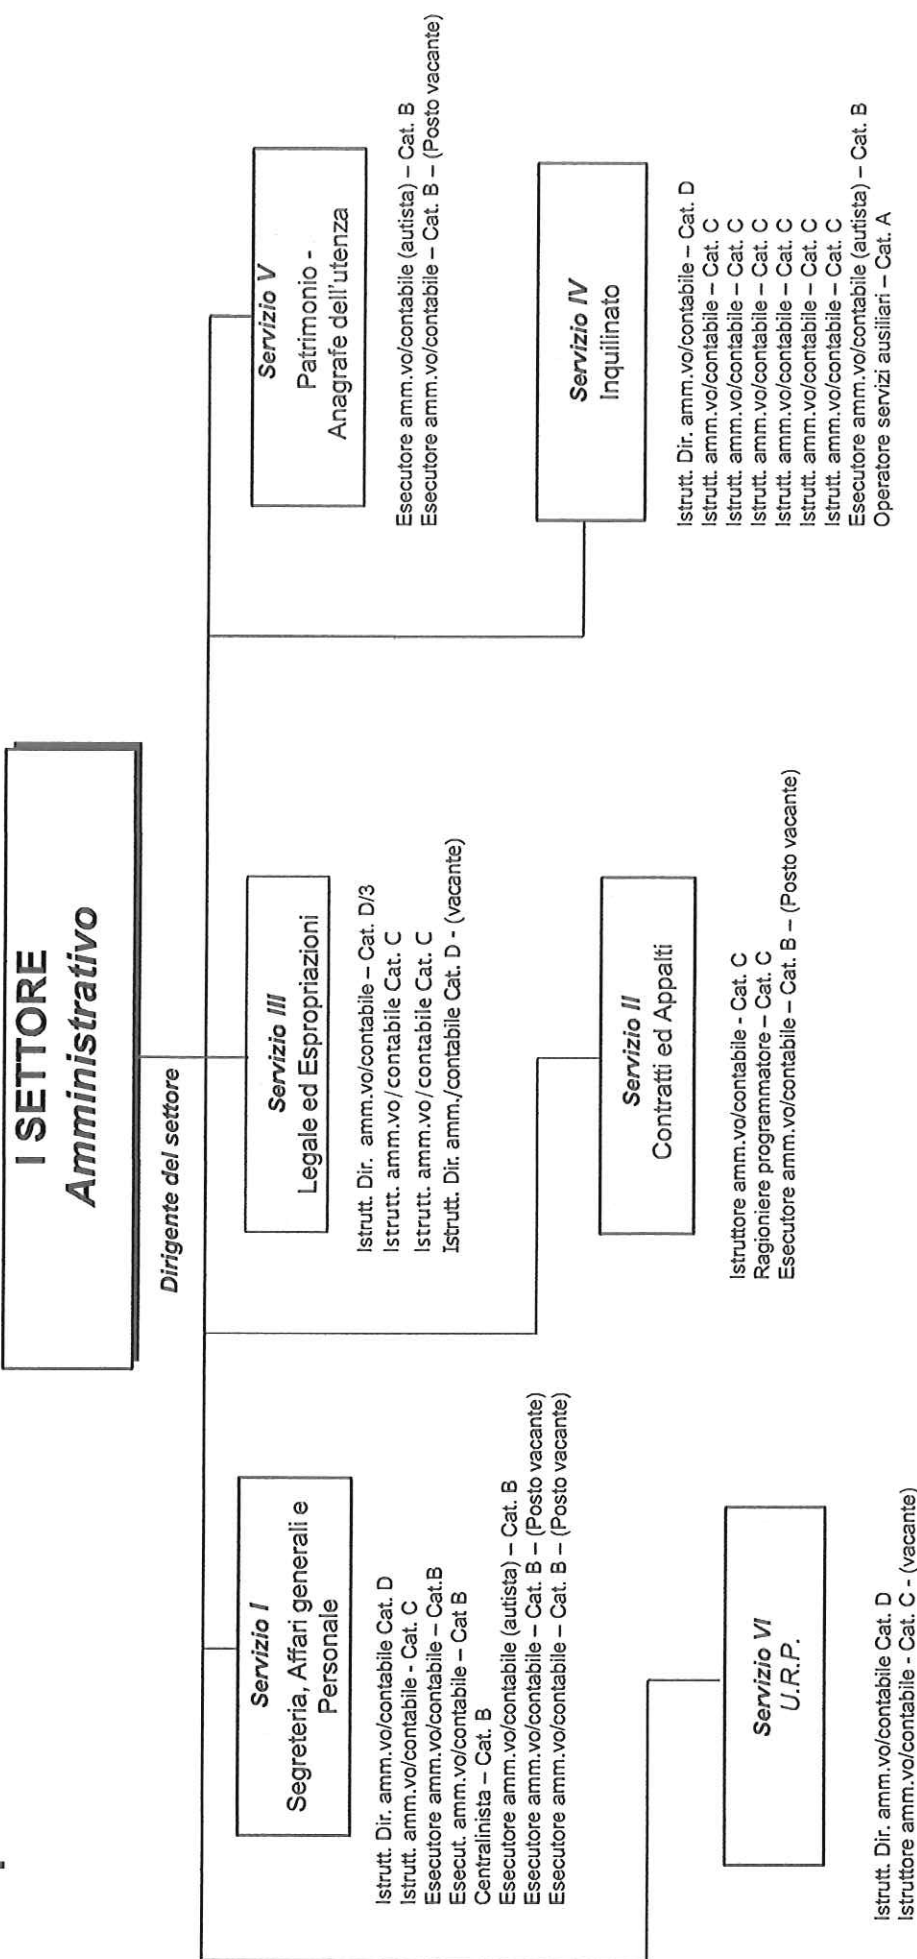 I SETTORE
Amministrativo
Dirigente del settore
Servizio I
Segreteria, Affari generali e
Personale
Istrutt. Dir. amm.vo/contabile Cat. D
Istrutt. amm.vo/contabile - Cat. C
Esecutore amm.vo/contabile – Cat.B
Esecut. amm.vo/contabile – Cat B
Centralinista – Cat. B
Esecutore amm.vo/contabile (autista) – Cat. B
Esecutore amm.vo/contabile – Cat. B – (Posto vacante)
Esecutore amm.vo/contabile – Cat. B – (Posto vacante)
Servizio III
Legale ed Espropriazioni
Istrutt. Dir. amm.vo/contabile – Cat. D/3
Istrutt. amm.vo/contabile Cat. C
Istrutt. amm.vo/contabile Cat. C
Istrutt. Dir. amm./contabile Cat. D - (vacante)
Servizio V
Patrimonio -
Anagrafe dell'utenza
Esecutore amm.vo/contabile (autista) – Cat. B
Esecutore amm.vo/contabile – Cat. B – (Posto vacante)
Servizio VI
U.R.P.
Istrutt. Dir. amm.vo/contabile Cat. D
Istruttore amm.vo/contabile - Cat. C - (vacante)
Servizio II
Contratti ed Appalti
Istruttore amm.vo/contabile - Cat. C
Ragioniere programmatore – Cat. C
Esecutore amm.vo/contabile – Cat. B – (Posto vacante)
Servizio IV
Inquilinato
Istrutt. Dir. amm.vo/contabile – Cat. D
Istrutt. amm.vo/contabile – Cat. C
Istrutt. amm.vo/contabile – Cat. C
Istrutt. amm.vo/contabile – Cat. C
Istrutt. amm.vo/contabile – Cat. C
Istrutt. amm.vo/contabile – Cat. C
Istrutt. amm.vo/contabile – Cat. C
Esecutore amm.vo/contabile (autista) – Cat. B
Operatore servizi ausiliari – Cat. A